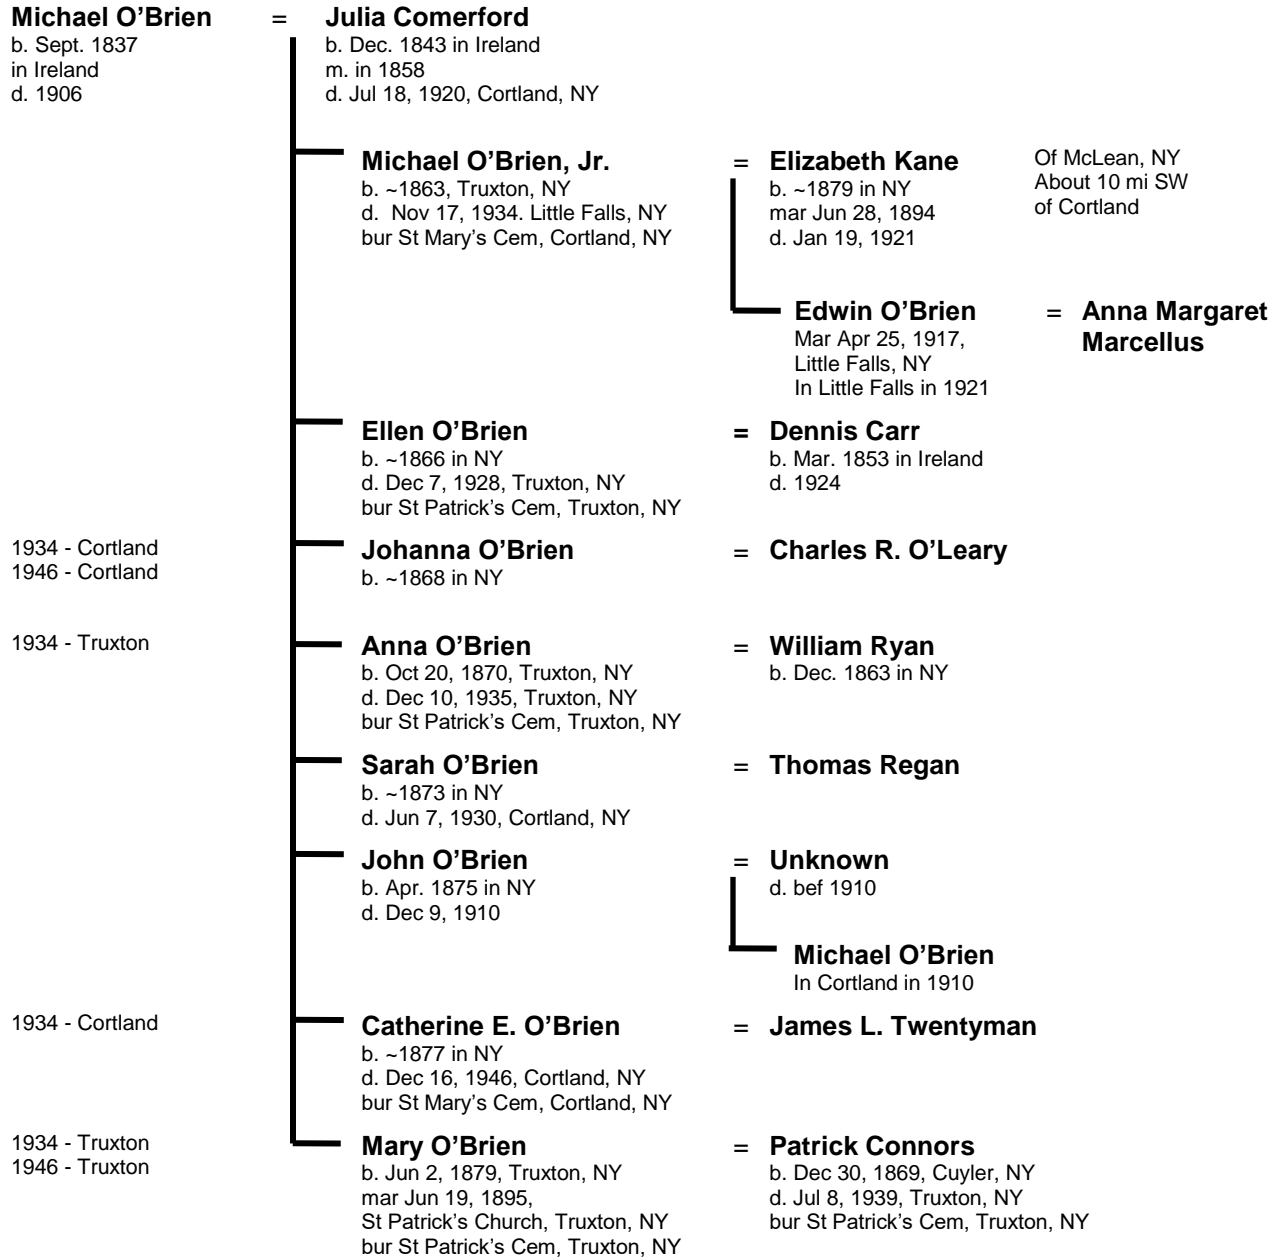 Michael O'Brien = Julia Comerford
b. Sept. 1837
in Ireland
d. 1906
b. Dec. 1843 in Ireland
m. in 1858
d. Jul 18, 1920, Cortland, NY
Michael O'Brien, Jr. = Elizabeth Kane
b. ~1863, Truxton, NY
d.  Nov 17, 1934. Little Falls, NY
bur St Mary's Cem, Cortland, NY
b. ~1879 in NY
mar Jun 28, 1894
d. Jan 19, 1921
Of McLean, NY
About 10 mi SW
of Cortland
Edwin O'Brien = Anna Margaret
Marcellus
Mar Apr 25, 1917,
Little Falls, NY
In Little Falls in 1921
Ellen O'Brien = Dennis Carr
b. ~1866 in NY
d. Dec 7, 1928, Truxton, NY
bur St Patrick's Cem, Truxton, NY
b. Mar. 1853 in Ireland
d. 1924
1934 - Cortland
1946 - Cortland
Johanna O'Brien = Charles R. O'Leary
b. ~1868 in NY
1934 - Truxton
Anna O'Brien = William Ryan
b. Oct 20, 1870, Truxton, NY
d. Dec 10, 1935, Truxton, NY
bur St Patrick's Cem, Truxton, NY
b. Dec. 1863 in NY
Sarah O'Brien = Thomas Regan
b. ~1873 in NY
d. Jun 7, 1930, Cortland, NY
John O'Brien = Unknown
b. Apr. 1875 in NY
d. Dec 9, 1910
d. bef 1910
Michael O'Brien
In Cortland in 1910
1934 - Cortland
Catherine E. O'Brien = James L. Twentyman
b. ~1877 in NY
d. Dec 16, 1946, Cortland, NY
bur St Mary's Cem, Cortland, NY
1934 - Truxton
1946 - Truxton
Mary O'Brien = Patrick Connors
b. Jun 2, 1879, Truxton, NY
mar Jun 19, 1895,
St Patrick's Church, Truxton, NY
bur St Patrick's Cem, Truxton, NY
b. Dec 30, 1869, Cuyler, NY
d. Jul 8, 1939, Truxton, NY
bur St Patrick's Cem, Truxton, NY